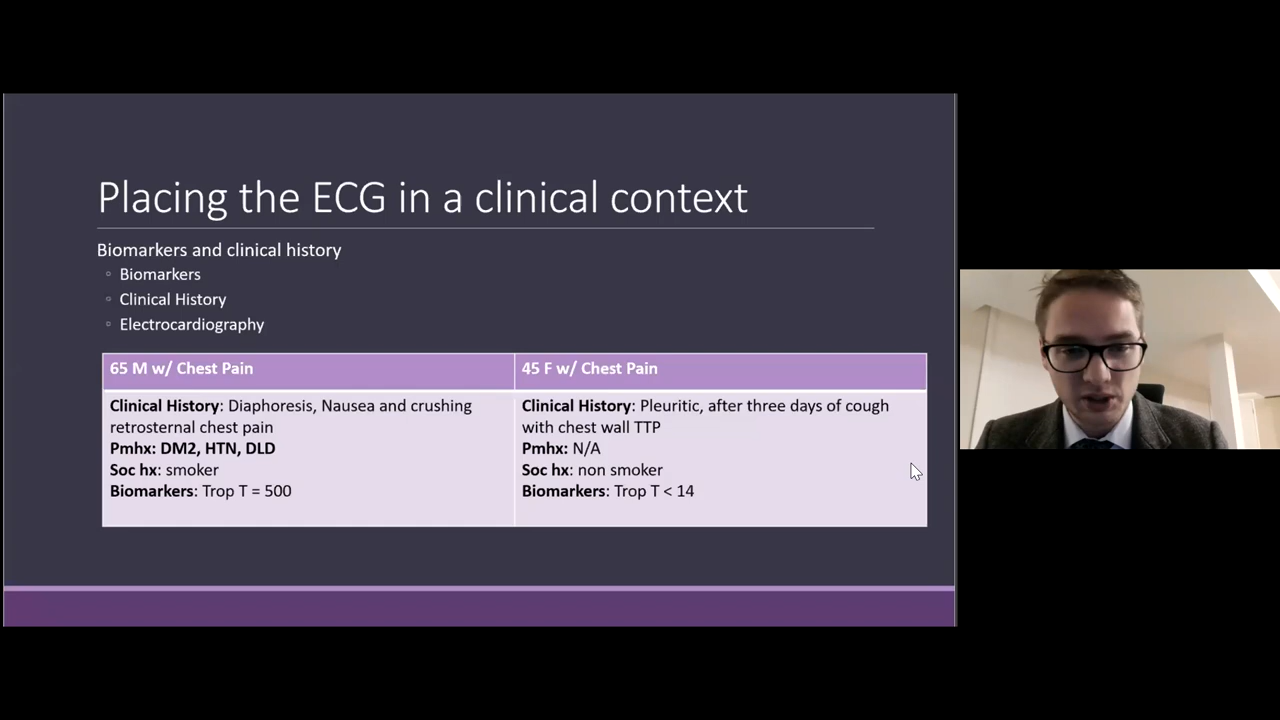 Placing the ECG in a clinical context
Biomarkers and clinical history
Biomarkers
Clinical History
Electrocardiography
65 M w/ Chest Pain
Clinical History: Diaphoresis, Nausea and crushing
retrosternal chest pain
Pmhx: DM2, HTN, DLD
Soc hx: smoker
Biomarkers: Trop T = 500
45 F w/ Chest Pain
Clinical History: Pleuritic, after three days of cough
with chest wall TTP
Pmhx: N/A
Soc hx: non smoker
Biomarkers: Trop T < 14